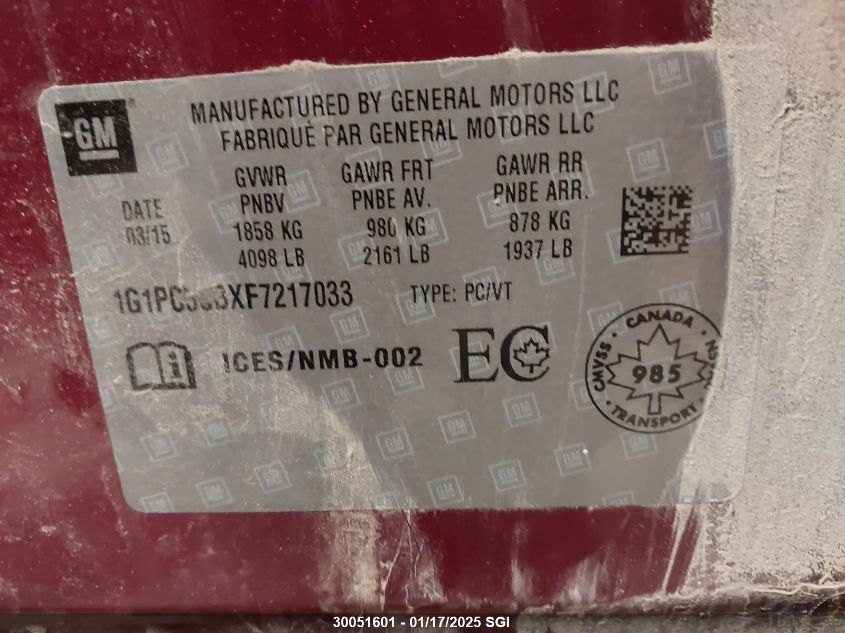 GM
MANUFACTURED BY GENERAL MOTORS LLC
FABRIQUÉ PAR GENERAL MOTORS LLC
DATE
03/15
GVWR
PNBV
1858 KG
4098 LB
GAWR FRT
PNBE AV.
980 KG
2161 LB
GAWR RR
PNBE ARR.
878 KG
1937 LB
TYPE: PC/VT
i
ICES/NMB-002
EC
CANADA
CMVSS
985
TRANSPORT
30051601 - 01/17/2025 SGI